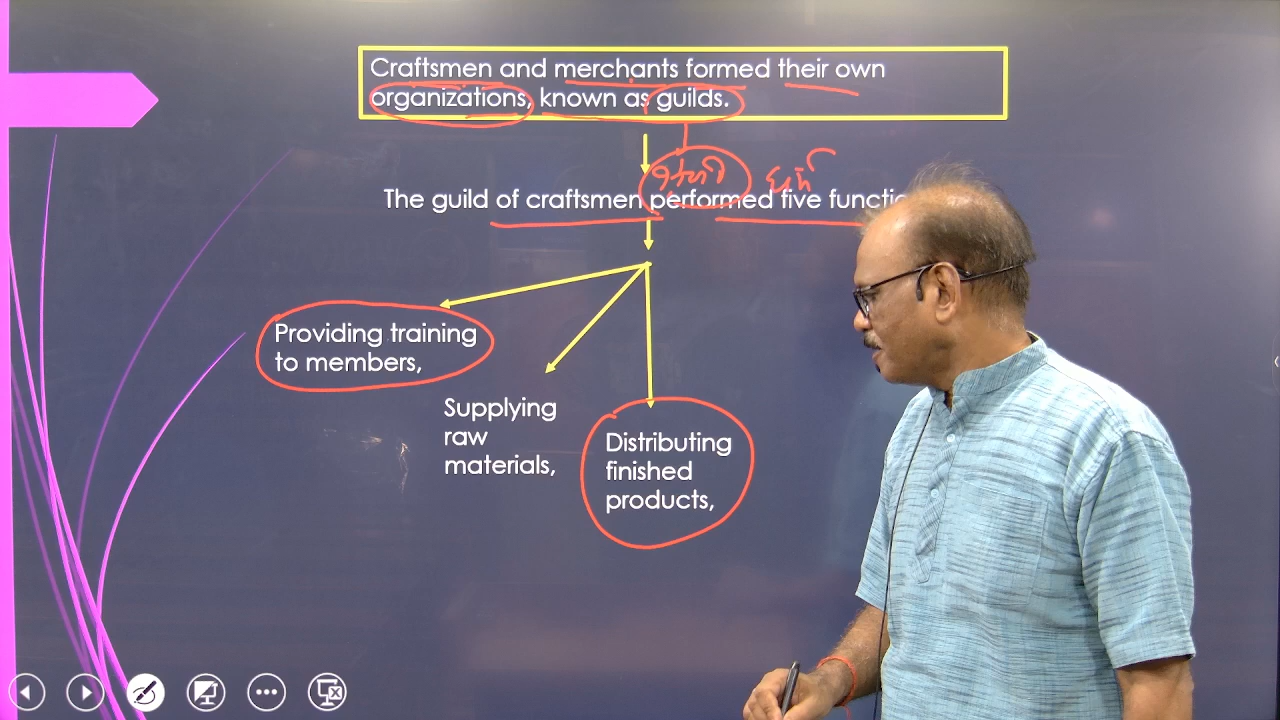 Craftsmen and merchants formed their own
organizations, known as guilds.
The guild of craftsmen performed five
Providing training
to members,
Supplying
raw
materials,
Distributing
finished
products,